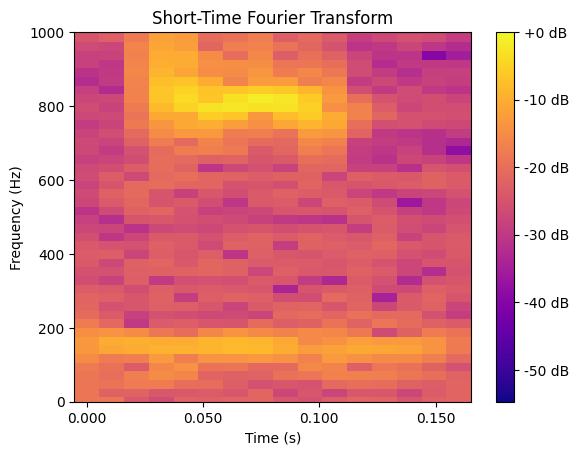 Short-Time Fourier Transform
1000
800
600
400
200
0
Frequency (Hz)
0.000
0.050
0.100
0.150
Time (s)
+0 dB
-10 dB
-20 dB
-30 dB
-40 dB
-50 dB